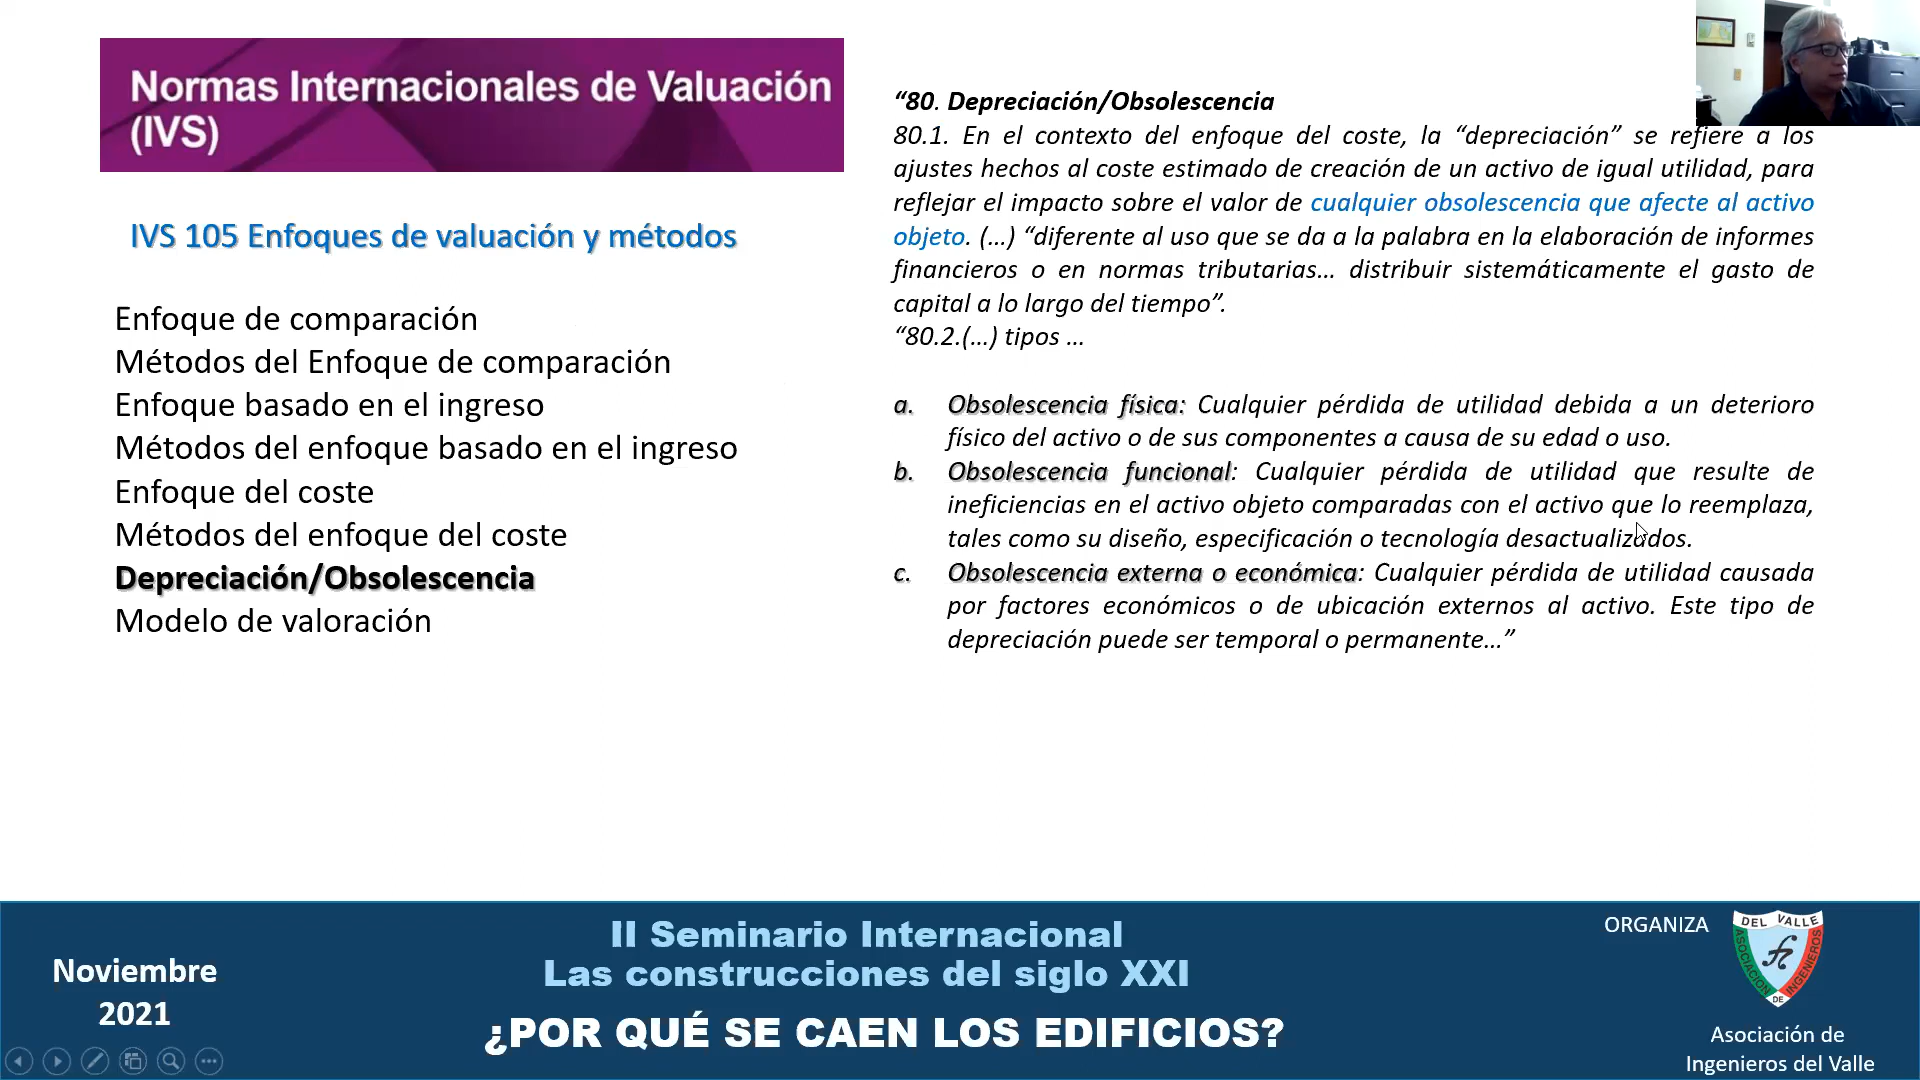 Normas Internacionales de Valuación
(IVS)
IVS 105 Enfoques de valuación y métodos
Enfoque de comparación
Métodos del Enfoque de comparación
Enfoque basado en el ingreso
Métodos del enfoque basado en el ingreso
Enfoque del coste
Métodos del enfoque del coste
Depreciación/Obsolescencia
Modelo de valoración
“80. Depreciación/Obsolescencia
80.1. En el contexto del enfoque del coste, la “depreciación” se refiere a los
ajustes hechos al coste estimado de creación de un activo de igual utilidad, para
reflejar el impacto sobre el valor de cualquier obsolescencia que afecte al activo
objeto. (…) “diferente al uso que se da a la palabra en la elaboración de informes
financieros o en normas tributarias… distribuir sistemáticamente el gasto de
capital a lo largo del tiempo”.
“80.2.(…) tipos …
a. Obsolescencia física: Cualquier pérdida de utilidad debida a un deterioro
físico del activo o de sus componentes a causa de su edad o uso.
b. Obsolescencia funcional: Cualquier pérdida de utilidad que resulte de
ineficiencias en el activo objeto comparadas con el activo que lo reemplaza,
tales como su diseño, especificación o tecnología desactualizados.
c. Obsolescencia externa o económica: Cualquier pérdida de utilidad causada
por factores económicos o de ubicación externos al activo. Este tipo de
depreciación puede ser temporal o permanente…”
Noviembre
2021
II Seminario Internacional
Las construcciones del siglo XXI
¿POR QUÉ SE CAEN LOS EDIFICIOS?
ORGANIZA
DEL VALLE
ASOCIACION
DE
INGENIEROS
Asociación de
Ingenieros del Valle